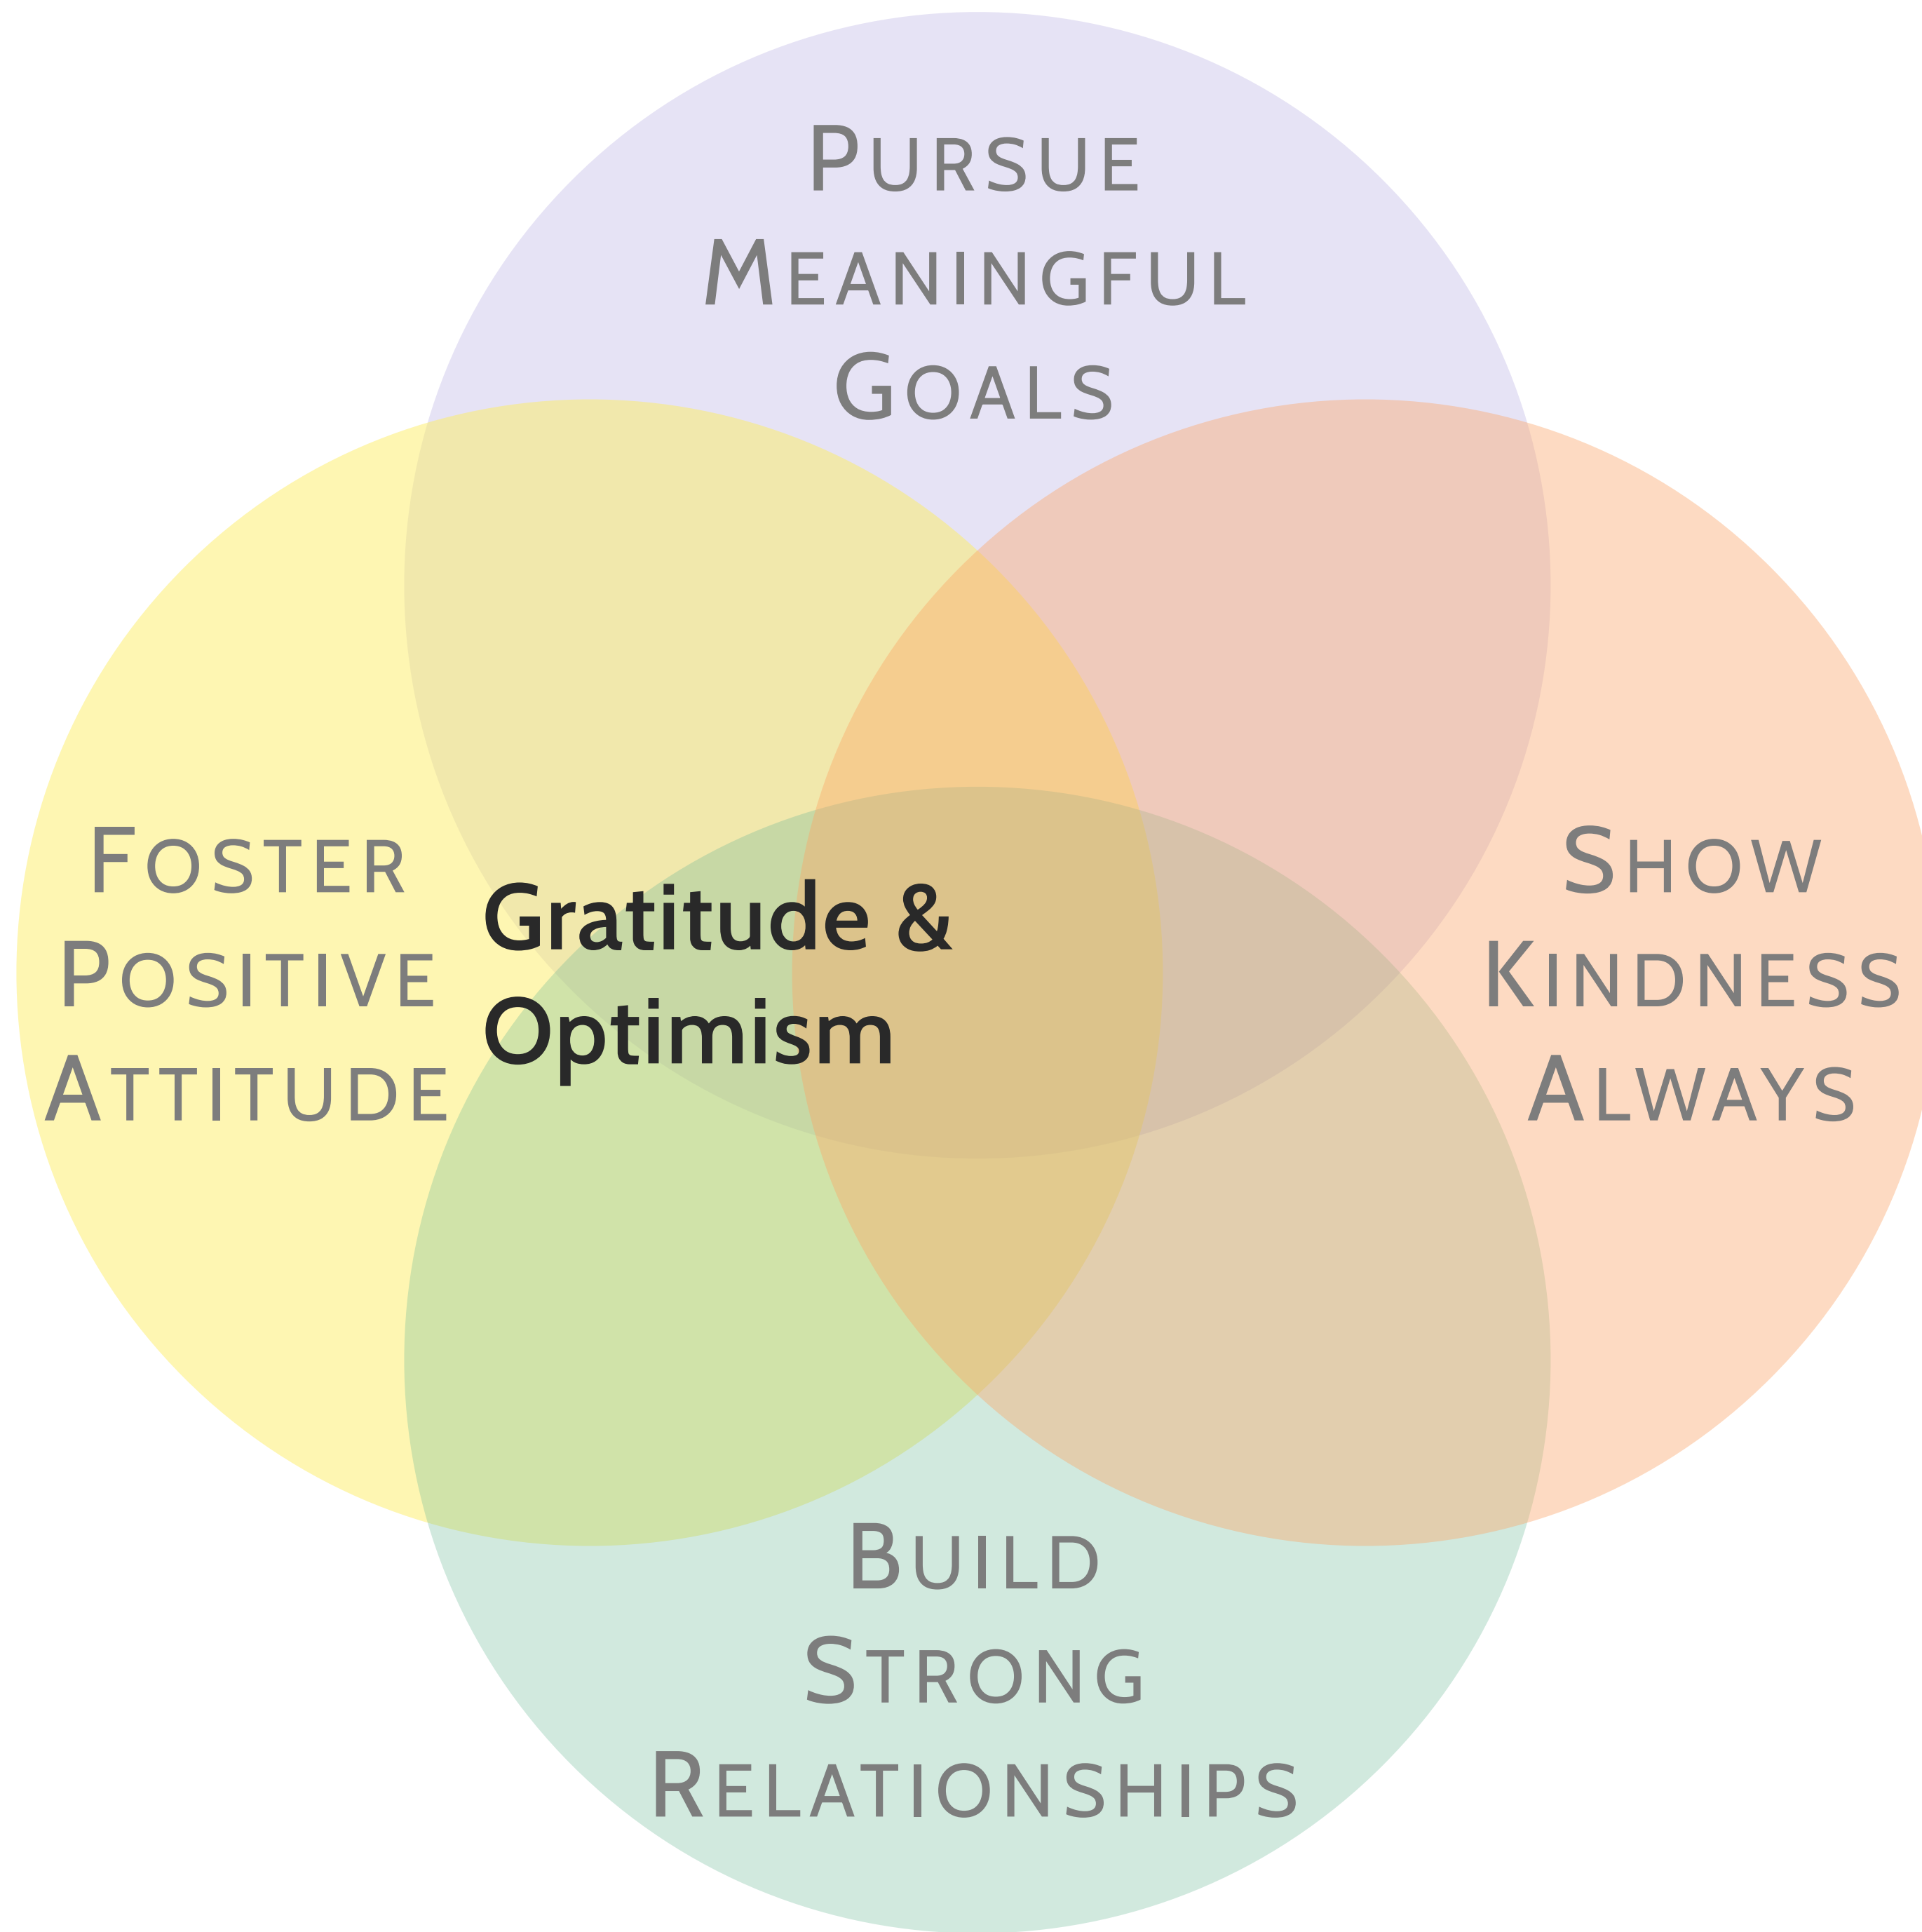 Pursue
Meaningful
Goals
Foster
Positive
Attitude
Gratitude &
Optimism
Show
Kindness
Always
Build
Strong
Relationships